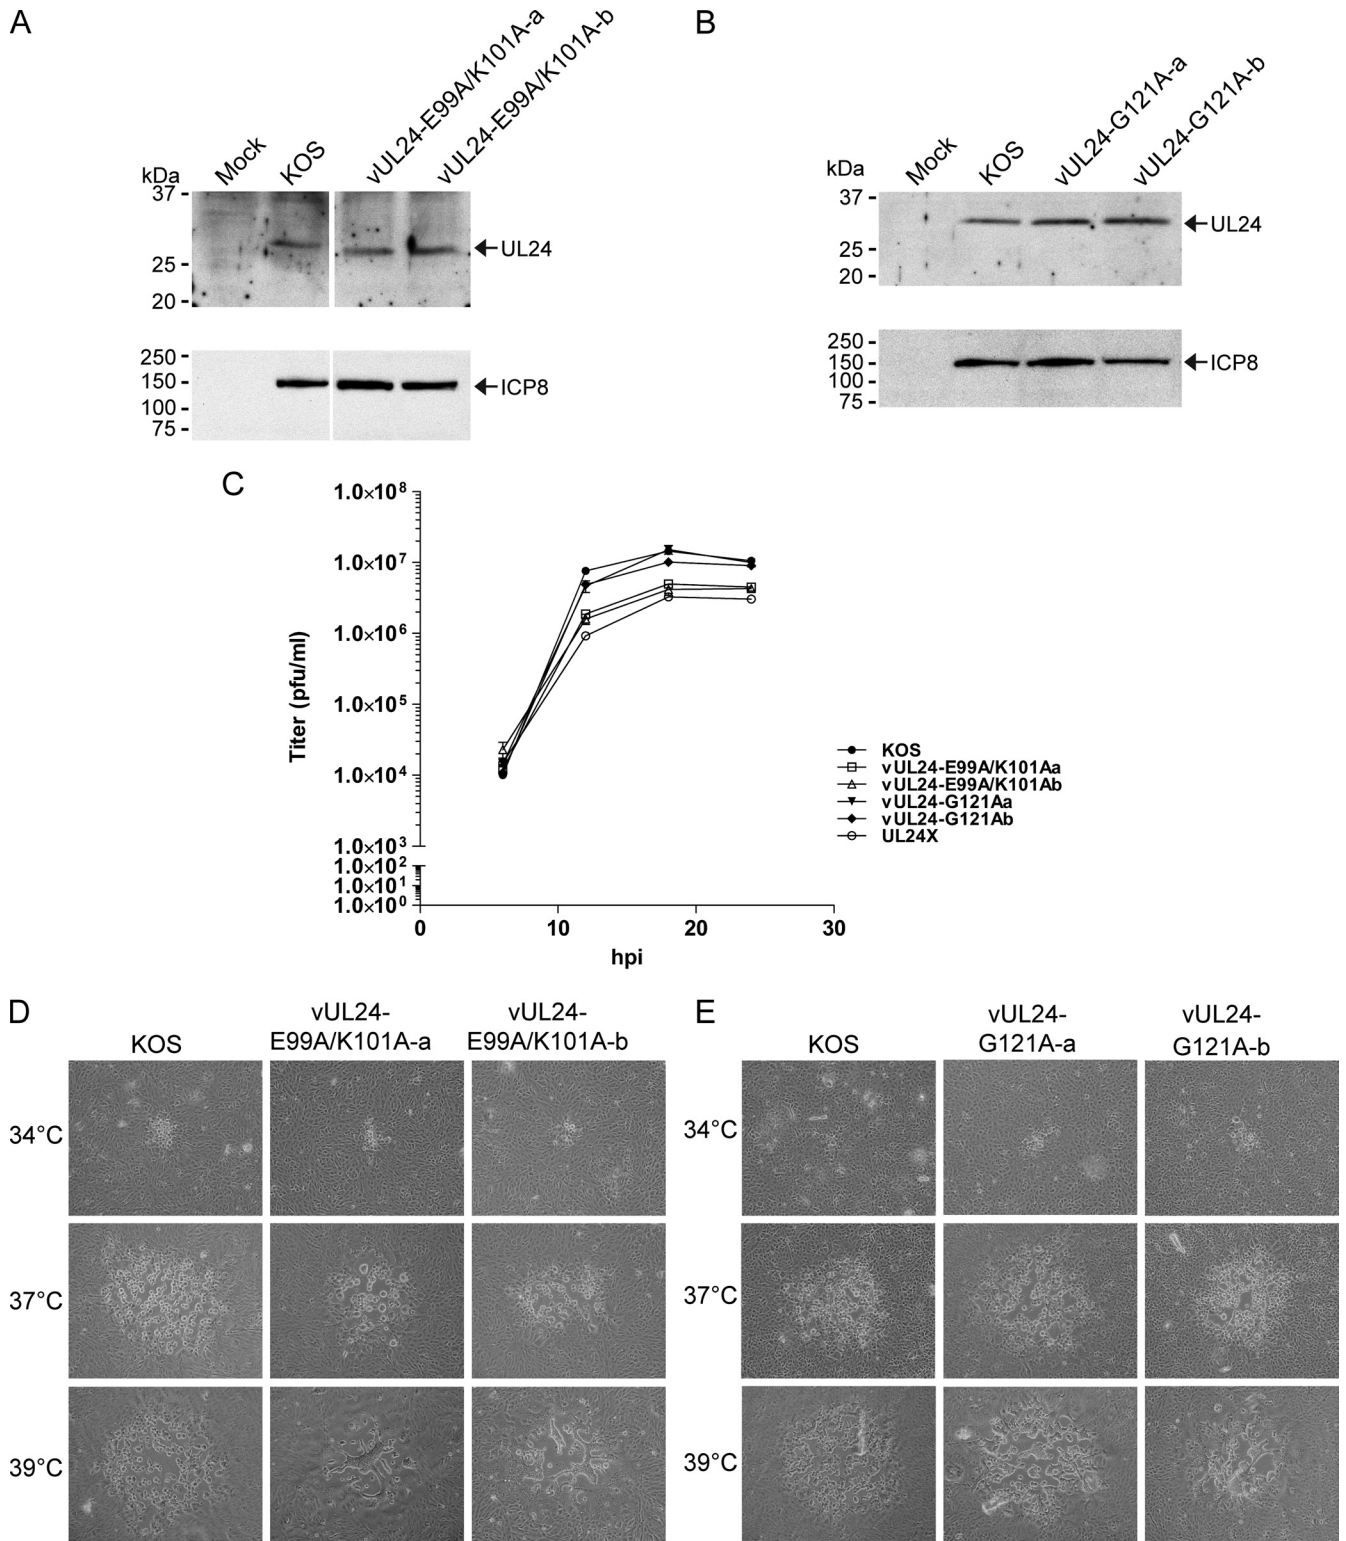 A
Mock
KOS
vUL24-E99A/K101A-a
vUL24-E99A/K101A-b
kDa
37
25
20
UL24
250
150
100
75
ICP8
B
Mock
KOS
vUL24-G121A-a
vUL24-G121A-b
kDa
37
25
20
UL24
250
150
100
75
ICP8
C
1.0×10⁸
1.0×10⁷
1.0×10⁶
1.0×10⁵
1.0×10⁴
1.0×10³
1.0×10²
1.0×10¹
1.0×10⁰
Titer (pfu/ml)
0
10
20
30
hpi
KOS
vUL24-E99A/K101Aa
vUL24-E99A/K101Ab
vUL24-G121Aa
vUL24-G121Ab
UL24X
D
KOS
vUL24-
E99A/K101A-a
vUL24-
E99A/K101A-b
34°C
37°C
39°C
E
KOS
vUL24-
G121A-a
vUL24-
G121A-b
34°C
37°C
39°C